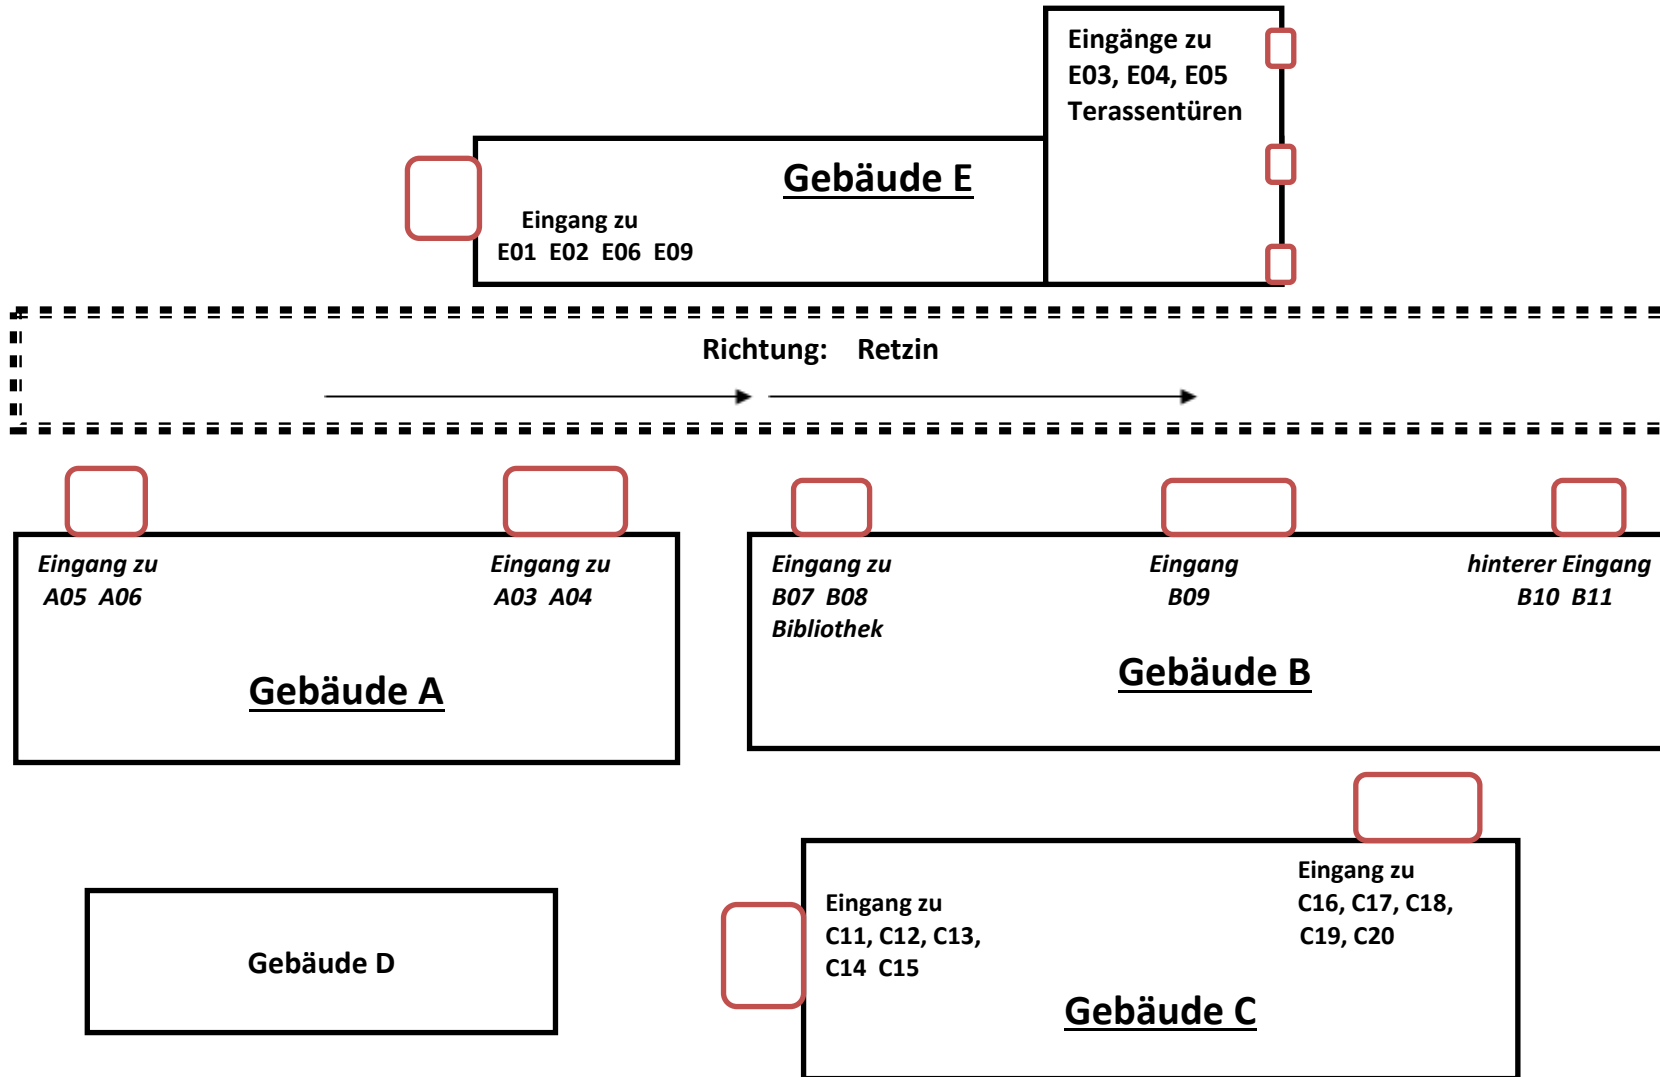 Eingänge zu
E03, E04, E05
Terassentüren
Gebäude E
Eingang zu
E01 E02 E06 E09
Richtung: Retzin
Eingang zu
A05 A06
Eingang zu
A03 A04
Gebäude A
Eingang zu
B07 B08
Bibliothek
Eingang
B09
hinterer Eingang
B10 B11
Gebäude B
Gebäude D
Eingang zu
C11, C12, C13,
C14 C15
Eingang zu
C16, C17, C18,
C19, C20
Gebäude C